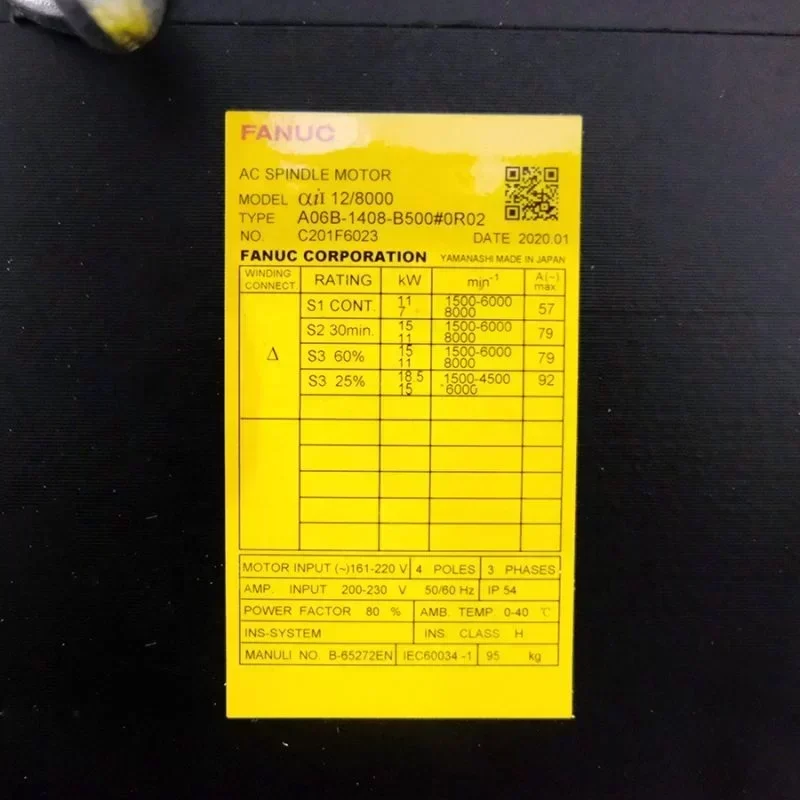 FANUC
AC SPINDLE MOTOR
MODEL αiI 12/8000
TYPE A06B-1408-B500#0R02
NO. C201F6023 DATE 2020.01
FANUC CORPORATION YAMANASHI MADE IN JAPAN
WINDING CONNECT. RATING kW min-1 A(~) max
Δ
S1 CONT. 11 1500-6000 57
7 8000
S2 30min. 15 1500-6000 79
11 8000
S3 60% 15 1500-6000 79
11 8000
S3 25% 18.5 1500-4500 92
15 6000
MOTOR INPUT (~)161-220 V 4 POLES 3 PHASES
AMP. INPUT 200-230 V 50/60 Hz IP 54
POWER FACTOR 80 % AMB. TEMP. 0-40 ℃
INS-SYSTEM INS. CLASS H
MANULI NO. B-65272EN IEC60034 -1 95 kg